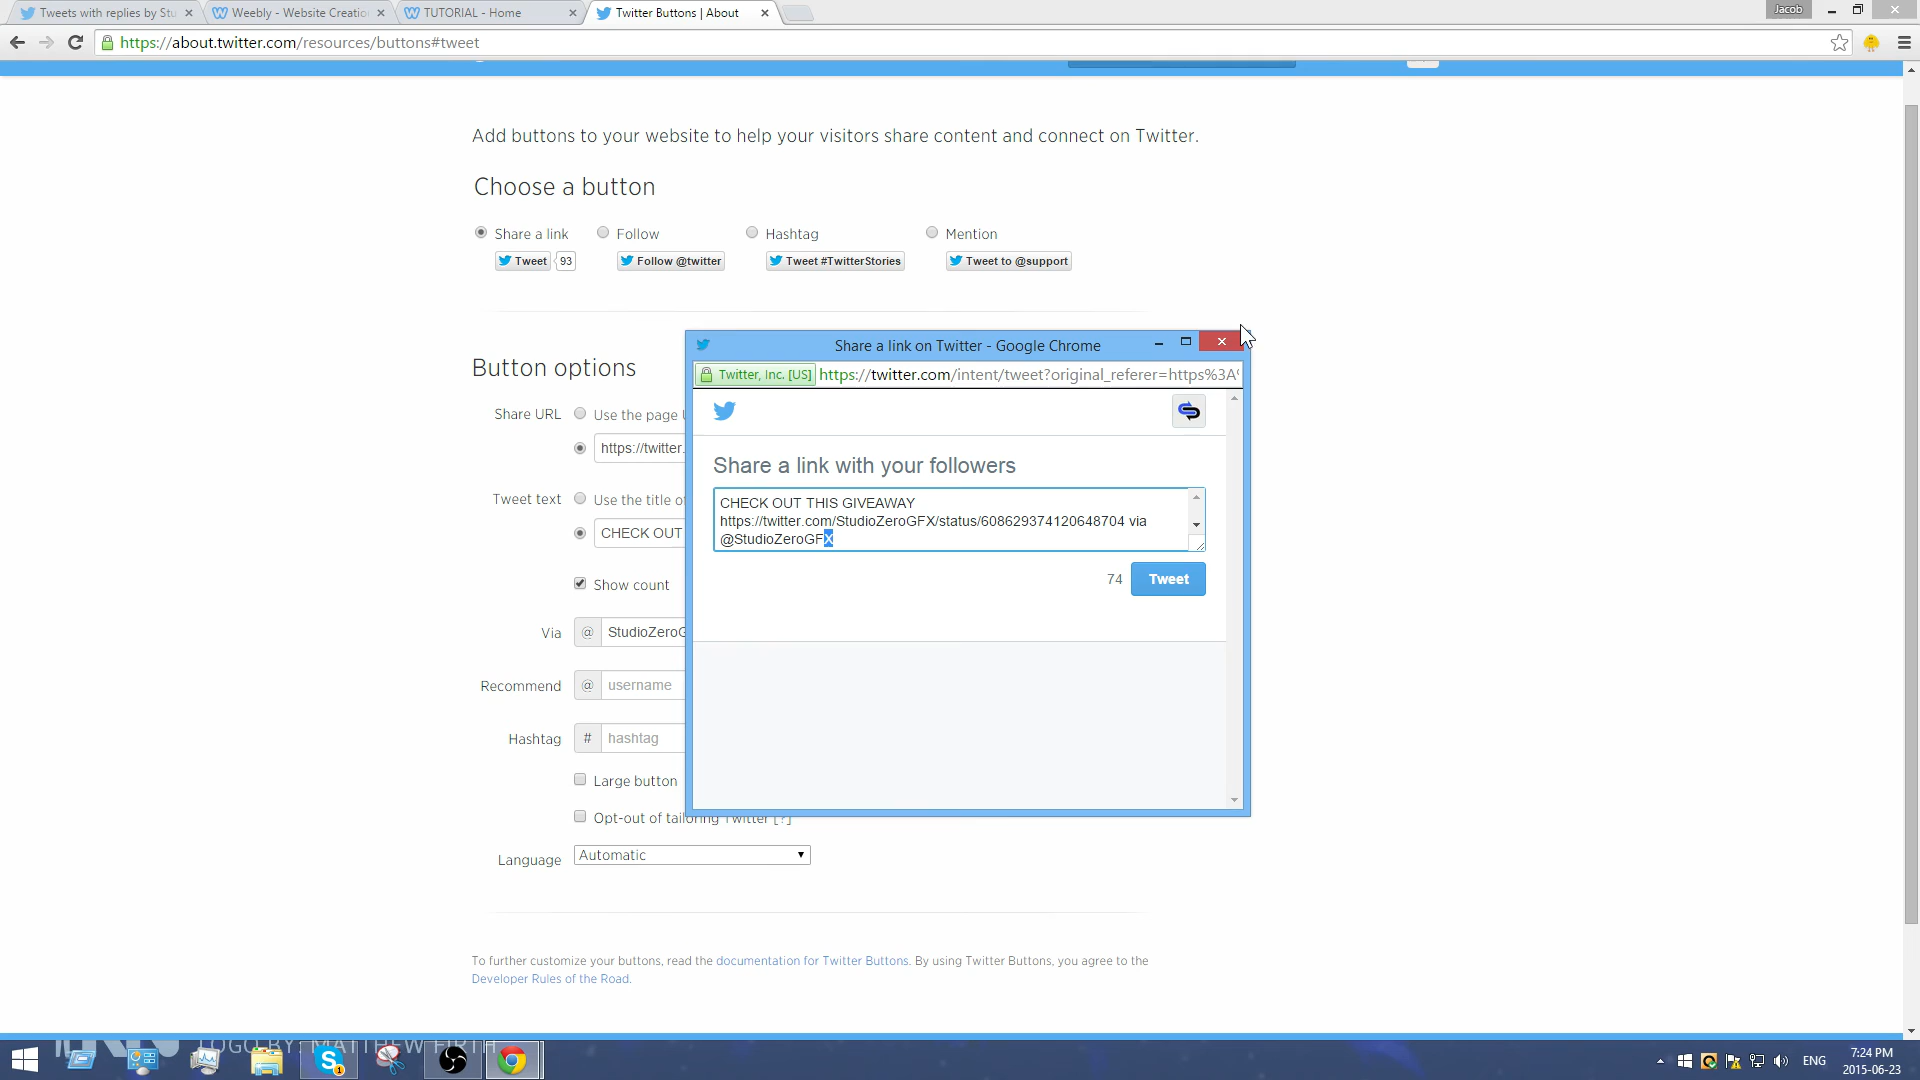 Tweets with replies by Stu
Weebly - Website Creatio
TUTORIAL - Home
Twitter Buttons | About
Jacob
https://about.twitter.com/resources/buttons#tweet
Add buttons to your website to help your visitors share content and connect on Twitter.
Choose a button
Share a link
Follow
Hashtag
Mention
Tweet
93
Follow @twitter
Tweet #TwitterStories
Tweet to @support
Button options
Share URL
Use the page
https://twitter.
Tweet text
Use the title o
CHECK OUT
Show count
Via
@
StudioZeroG
Recommend
@
username
Hashtag
#
hashtag
Large button
Opt-out of tailoring Twitter [?]
Language
Automatic
Share a link on Twitter - Google Chrome
Twitter, Inc. [US]
https://twitter.com/intent/tweet?original_referer=https%3A%
Share a link with your followers
CHECK OUT THIS GIVEAWAY
https://twitter.com/StudioZeroGFX/status/608629374120648704 via
@StudioZeroGFX
74
Tweet
To further customize your buttons, read the documentation for Twitter Buttons. By using Twitter Buttons, you agree to the
Developer Rules of the Road.
LOGO BY: MATTHEW FIRTH
1
ENG
7:24 PM
2015-06-23